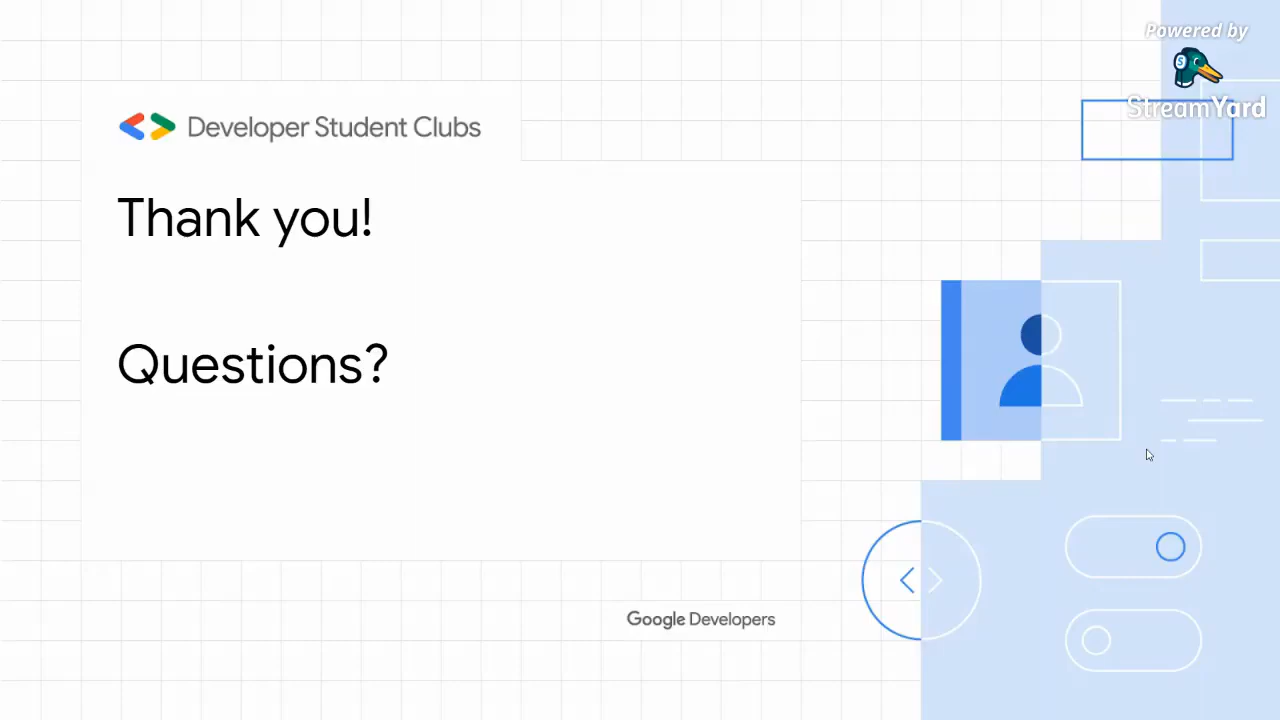 Powered by
StreamYard
Developer Student Clubs
Thank you!
Questions?
Google Developers